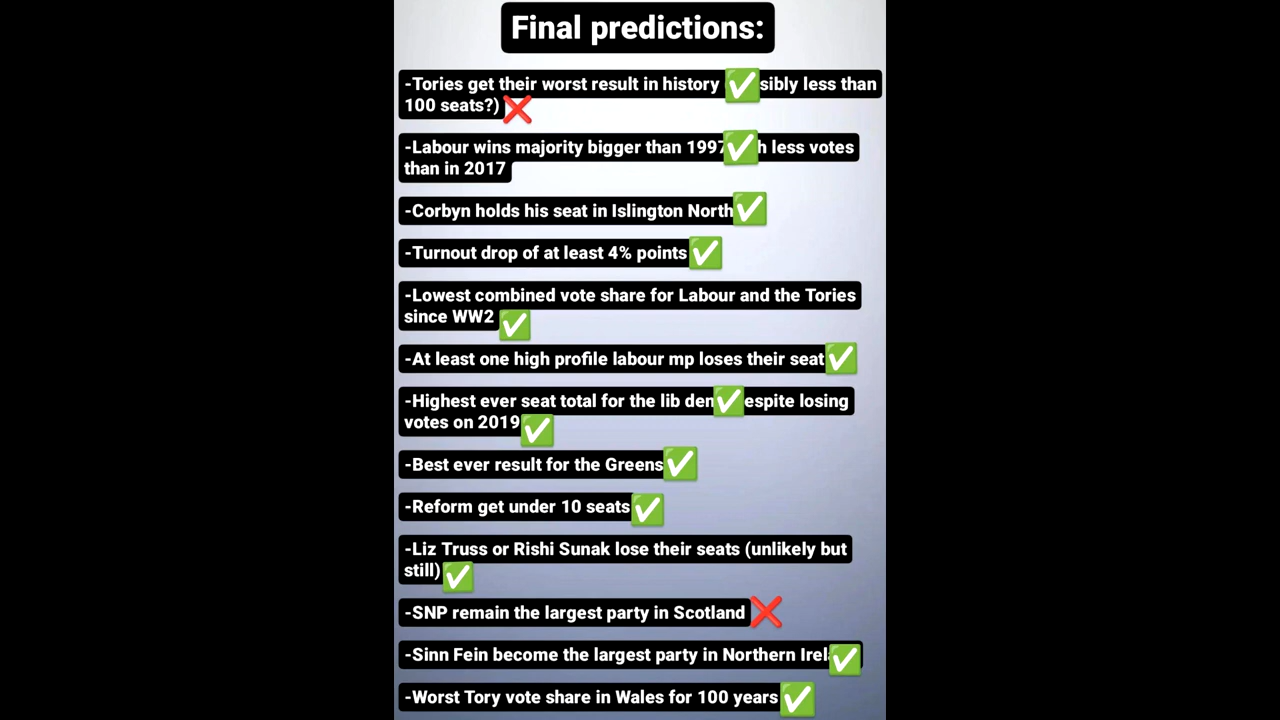 Final predictions:
-Tories get their worst result in history sibly less than
100 seats?)
-Labour wins majority bigger than 1997 h less votes
than in 2017
-Corbyn holds his seat in Islington North
-Turnout drop of at least 4% points
-Lowest combined vote share for Labour and the Tories
since WW2
-At least one high profile labour mp loses their seat
-Highest ever seat total for the lib dem espite losing
votes on 2019
-Best ever result for the Greens
-Reform get under 10 seats
-Liz Truss or Rishi Sunak lose their seats (unlikely but
still)
-SNP remain the largest party in Scotland
-Sinn Fein become the largest party in Northern Irel
-Worst Tory vote share in Wales for 100 years